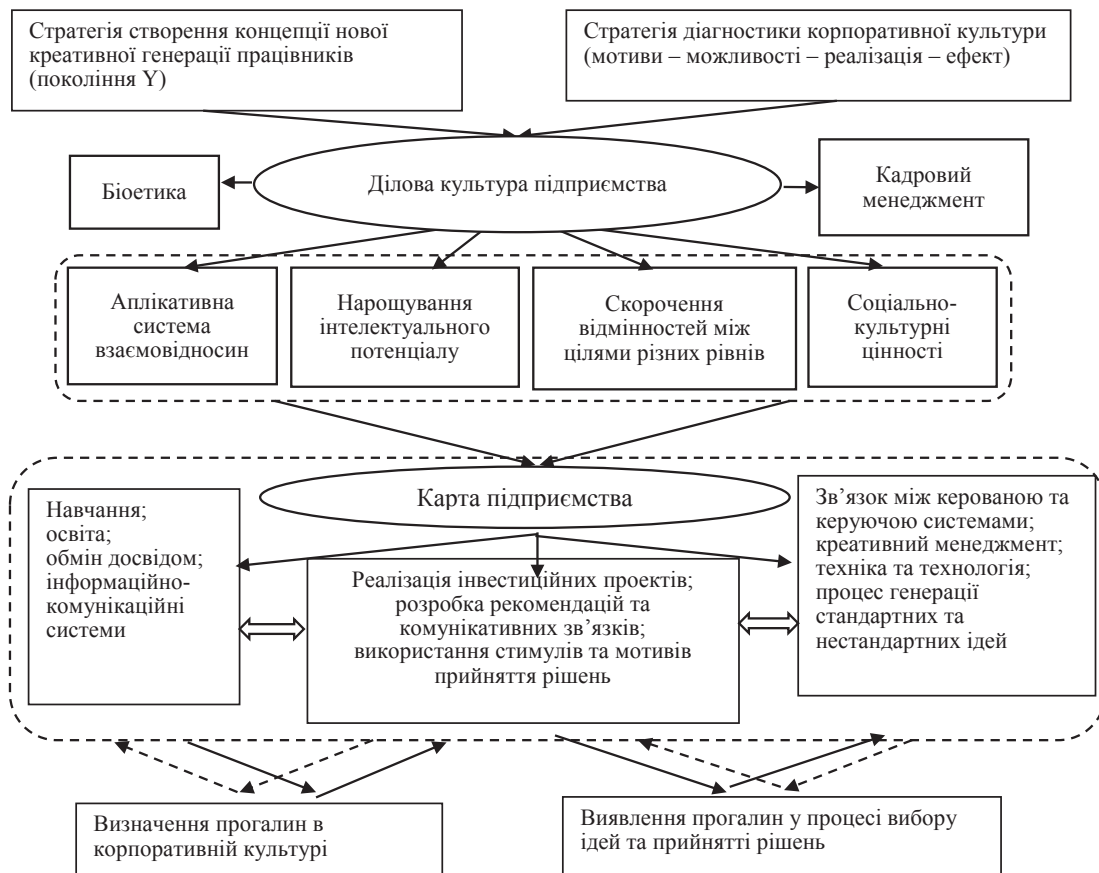 Стратегія створення концепції нової
креативної генерації працівників
(покоління Y)
Стратегія діагностики корпоративної культури
(мотиви – можливості – реалізація – ефект)
Біоетика
Ділова культура підприємства
Кадровий
менеджмент
Аплікативна
система
взаємовідносин
Нарощування
інтелектуального
потенціалу
Скорочення
відмінностей між
цілями різних рівнів
Соціально-
культурні
цінності
Карта підприємства
Навчання;
освіта;
обмін досвідом;
інформаційно-
комунікаційні
системи
Реалізація інвестиційних проектів;
розробка рекомендацій та
комунікативних зв’язків;
використання стимулів та мотивів
прийняття рішень
Зв’язок між керованою та
керуючою системами;
креативний менеджмент;
техніка та технологія;
процес генерації
стандартних та
нестандартних ідей
Визначення прогалин в
корпоративній культурі
Виявлення прогалин у процесі вибору
ідей та прийнятті рішень